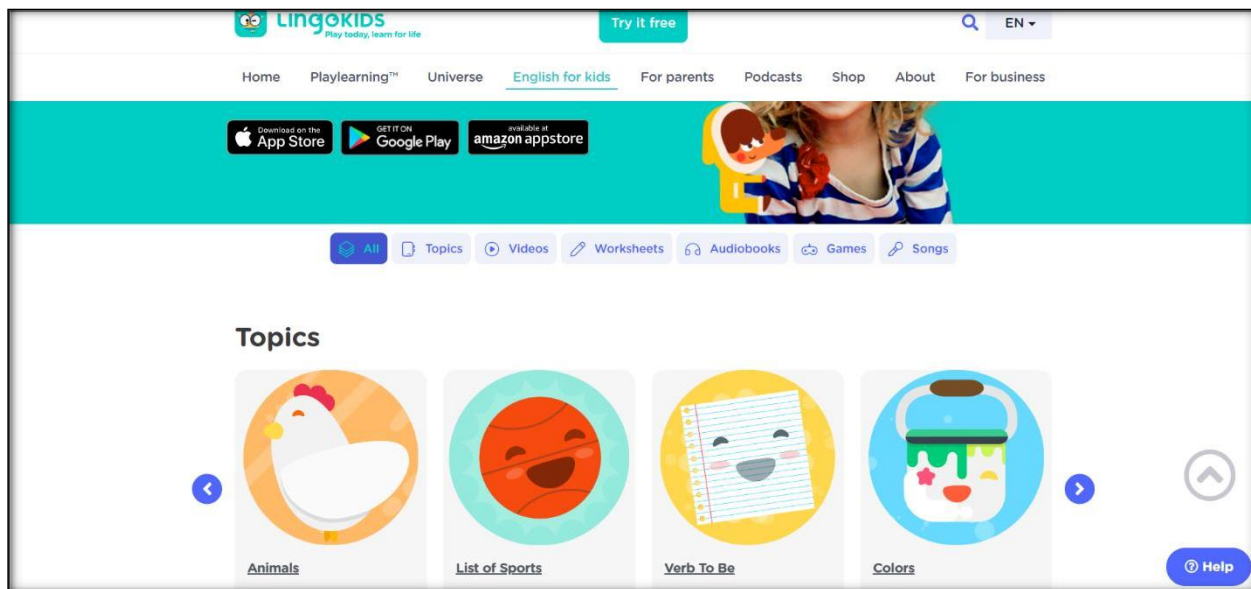 LINGOKIDS
Play today, learn for life
Try it free
EN
Home Playlearning™ Universe English for kids For parents Podcasts Shop About For business
Download on the
App Store
GET IT ON
Google Play
available at
amazon appstore
All Topics Videos Worksheets Audiobooks Games Songs
Topics
Animals List of Sports Verb To Be Colors
Help